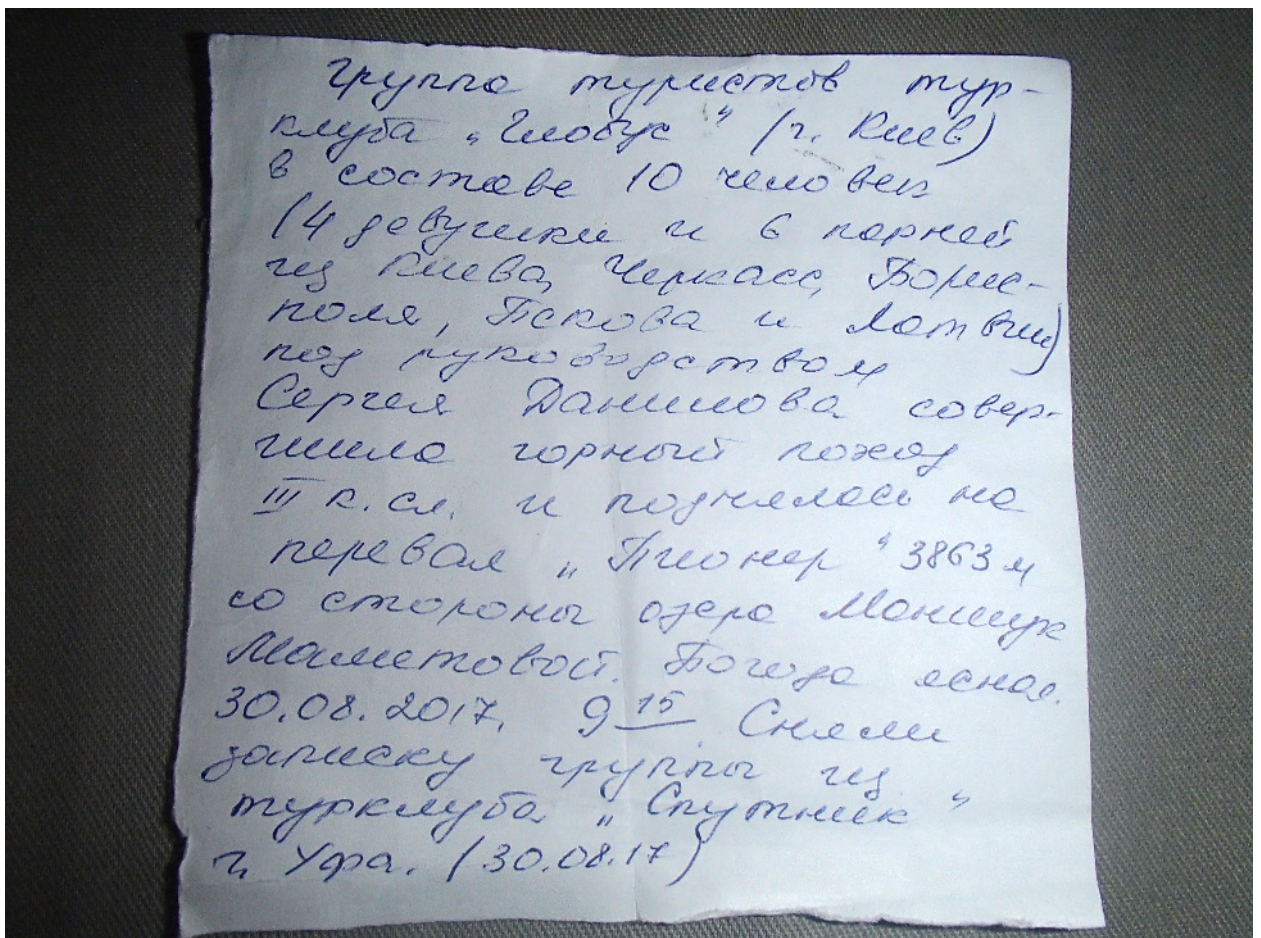 Группа туристов тур-
клуба „Глобус" (г. Киев)
в составе 10 человек
(4 девушки и 6 парней
из Киева, Черкасс, Борис-
поля, Пскова и Латвии)
под руководством
Сергея Данилова совер-
шила горный поход
III к.сл. и поднялась на
перевал „Пионер" 3863 м
со стороны озера Маншук
Маметовой. Погода ясная.
30.08.2017. 9 15 Сняли
записку группы из
турклуба „Спутник"
г. Уфа. (30.08.17)